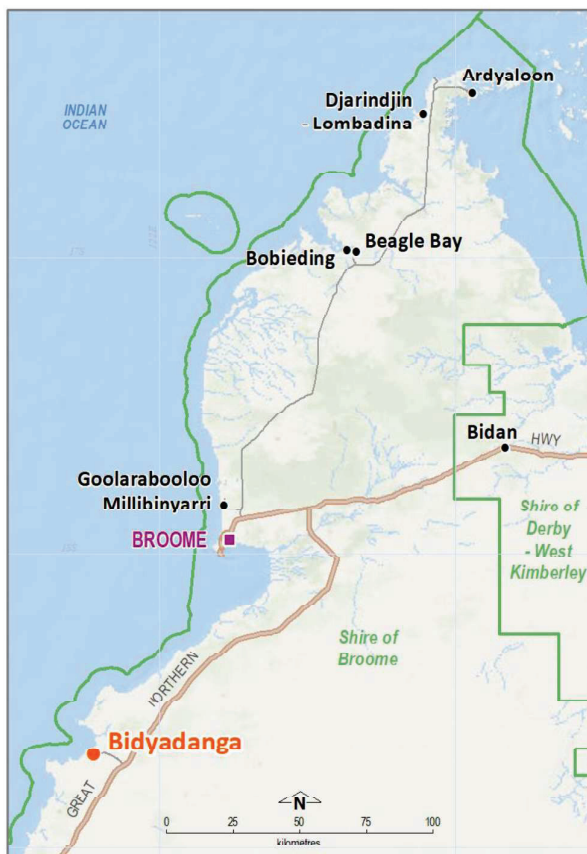 Ardyaloon
INDIAN
OCEAN
Djarindjin
- Lombadina
Beagle Bay
Bobieding
Bidan
HWY
Goolarabooloo
Millibinyarri
BROOME
Shire of
Derby
- West
Kimberley
Shire of
Broome
NORTHERN
Bidyadanga
GREAT
N
0 25 50 75 100
kilometres